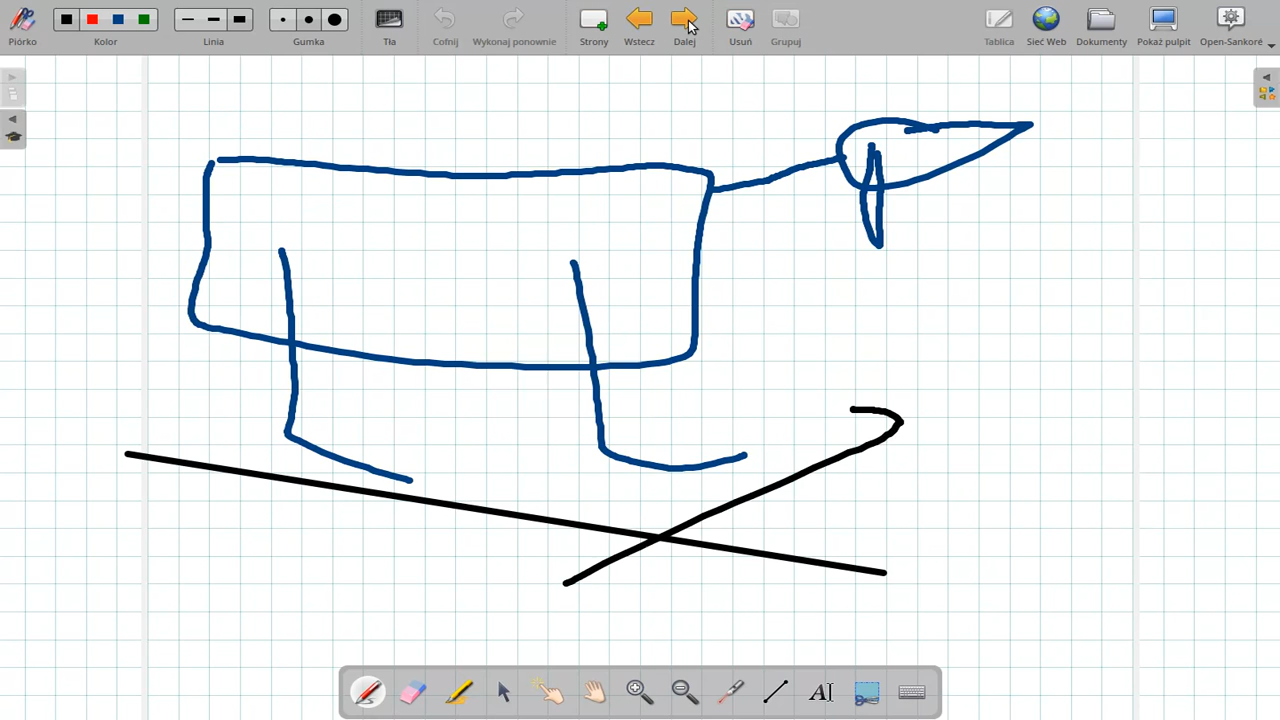 Piórko Kolor Linia Gumka Tła Cofnij Wykonaj ponownie Strony Wstecz Dalej Usuń Grupuj Tablica Sieć Web Dokumenty Pokaż pulpit Open-Sankoré
AI